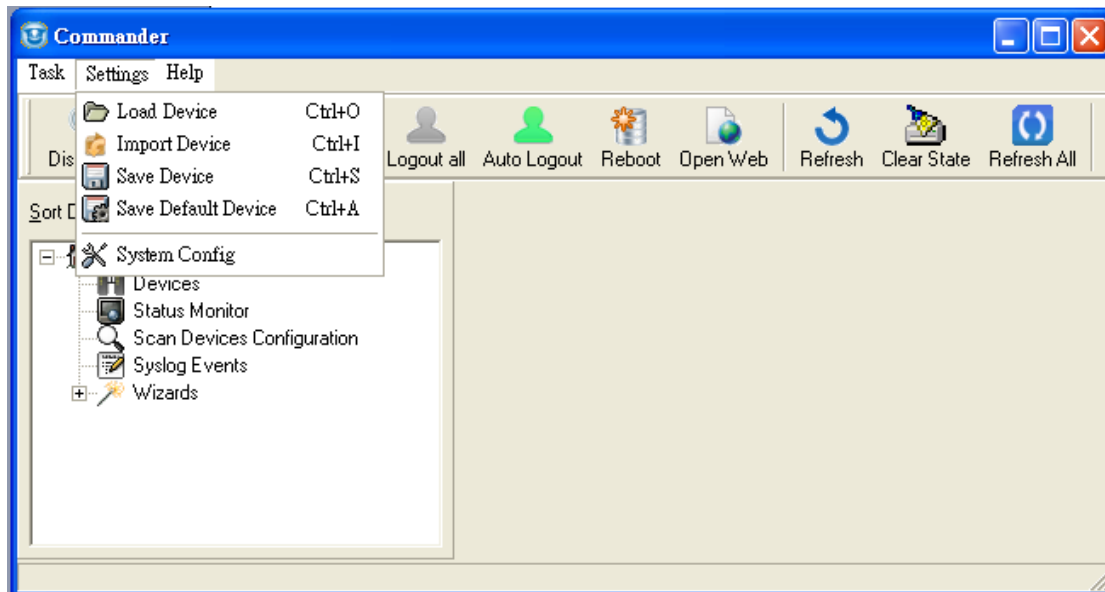 Commander
Task Settings Help
Load Device Ctrl+O
Import Device Ctrl+I
Save Device Ctrl+S
Save Default Device Ctrl+A
System Config
Dis
Logout all Auto Logout Reboot Open Web Refresh Clear State Refresh All
Sort D
Devices
Status Monitor
Scan Devices Configuration
Syslog Events
Wizards